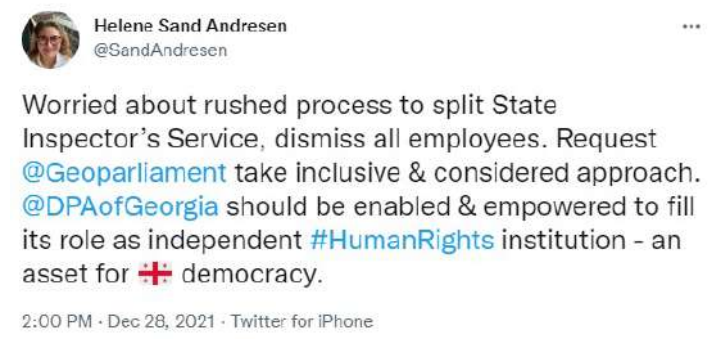 Helene Sand Andresen
@SandAndresen
Worried about rushed process to split State
Inspector's Service, dismiss all employees. Request
@Geoparliament take inclusive & considered approach.
@DPAofGeorgia should be enabled & empowered to fill
its role as independent #HumanRights institution - an
asset for 🇬🇪 democracy.
2:00 PM · Dec 28, 2021 · Twitter for iPhone